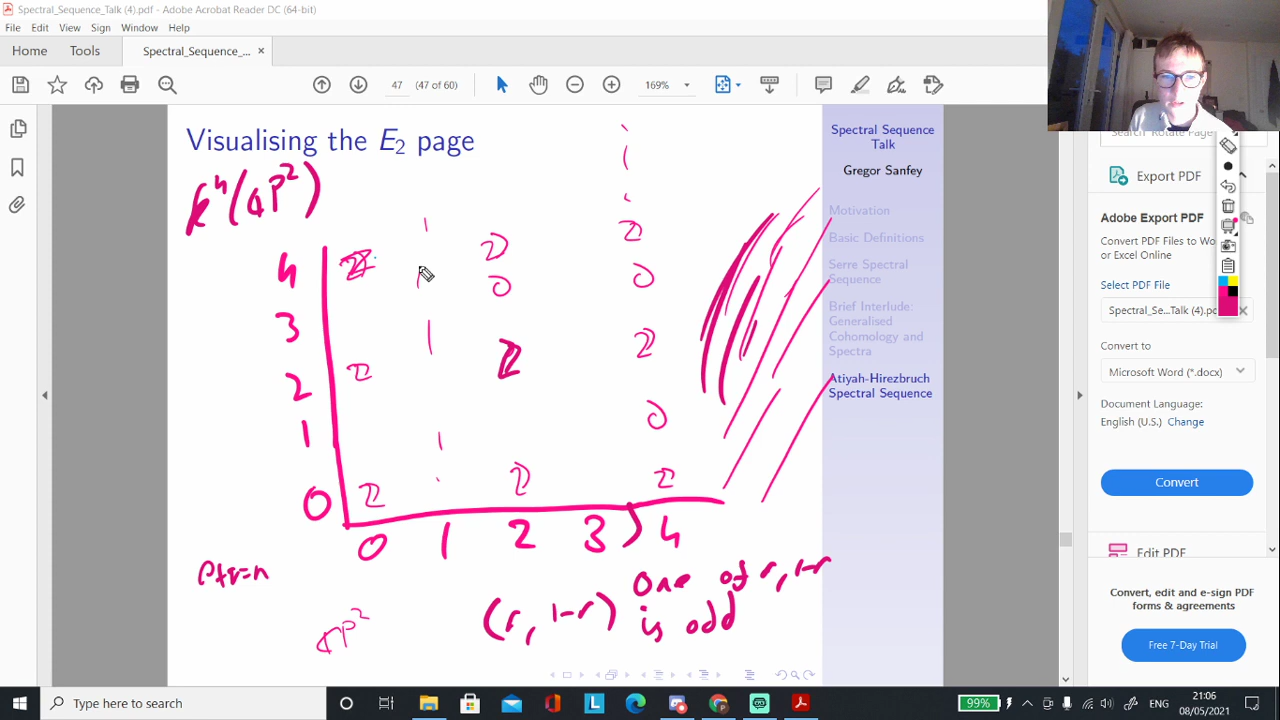 Spectral_Sequence_Talk (4).pdf - Adobe Acrobat Reader DC (64-bit)
File Edit View Sign Window Help
Home Tools Spectral_Sequence_... ×
47 (47 of 60) 169%
Visualising the E₂ page
Spectral Sequence
Talk
Gregor Sanfey
Motivation
Basic Definitions
Serre Spectral
Sequence
Brief Interlude:
Generalised
Cohomology and
Spectra
Atiyah-Hirezbruch
Spectral Sequence
4 ℤ ℤ ℤ
0 0
3
2 ℤ ℤ ℤ
1 0
0 ℤ ℤ ℤ
0 1 2 3 4
(r, 1-r) One of r, 1-r
is odd
Export PDF
Adobe Export PDF
Convert PDF Files to Wo
or Excel Online
Select PDF File
Spectral_Se...Talk (4).pd
Convert to
Microsoft Word (*.docx)
Document Language:
English (U.S.) Change
Convert
Edit PDF
Convert, edit and e-sign PDF
forms & agreements
Free 7-Day Trial
Type here to search
99%
ENG
21:06
08/05/2021